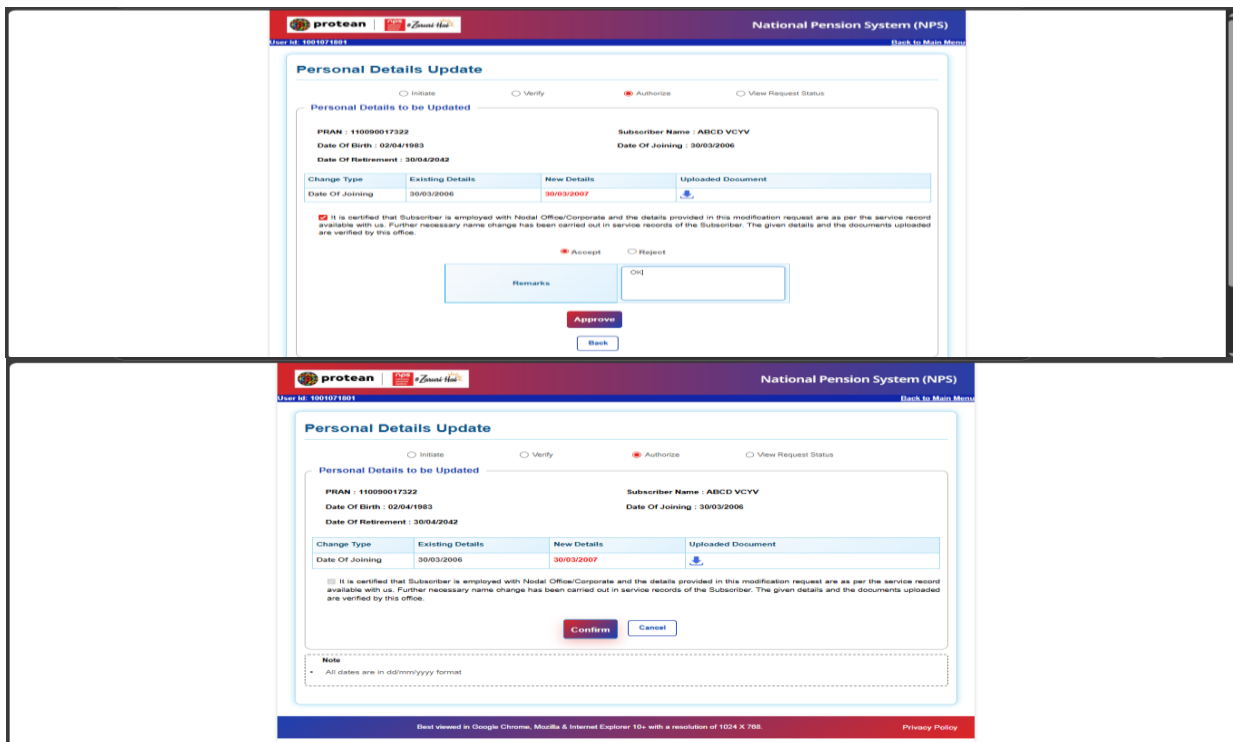 protean nps e-Zaroori Hai National Pension System (NPS)
User Id: 1001071801 Back to Main Menu
Personal Details Update
Initiate Verify Authorize View Request Status
Personal Details to be Updated
PRAN : 110090017322 Subscriber Name : ABCD VCYV
Date Of Birth : 02/04/1983 Date Of Joining : 30/03/2006
Date Of Retirement : 30/04/2042
Change Type Existing Details New Details Uploaded Document
Date Of Joining 30/03/2006 30/03/2007
It is certified that Subscriber is employed with Nodal Office/Corporate and the details provided in this modification request are as per the service record
available with us. Further necessary name change has been carried out in service records of the Subscriber. The given details and the documents uploaded
are verified by this office.
Accept Reject
Remarks OK
Approve
Back
protean nps National Pension System (NPS)
User Id: 1001071801 Back to Main Menu
Personal Details Update
Initiate Verify Authorize View Request Status
Personal Details to be Updated
PRAN : 110090017322 Subscriber Name : ABCD VCYV
Date Of Birth : 02/04/1983 Date Of Joining : 30/03/2006
Date Of Retirement : 30/04/2042
Change Type Existing Details New Details Uploaded Document
Date Of Joining 30/03/2006 30/03/2007
It is certified that Subscriber is employed with Nodal Office/Corporate and the details provided in this modification request are as per the service record
available with us. Further necessary name change has been carried out in service records of the Subscriber. The given details and the documents uploaded
are verified by this office.
Confirm Cancel
Note
• All dates are in dd/mm/yyyy format
Best viewed in Google Chrome, Mozilla & Internet Explorer 10+ with a resolution of 1024 X 768. Privacy Policy